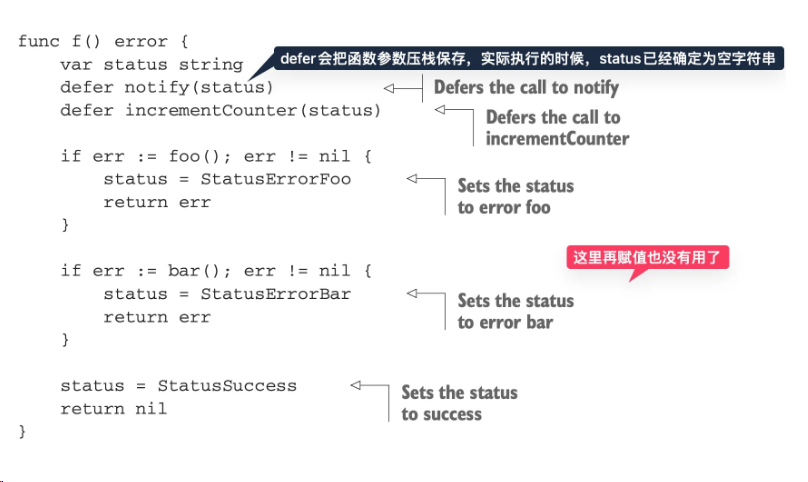 func f() error {
var status string
defer会把函数参数压栈保存，实际执行的时候，status已经确定为空字符串
defer notify(status)
Defers the call to notify
defer incrementCounter(status)
Defers the call to
incrementCounter
if err := foo(); err != nil {
status = StatusErrorFoo
Sets the status
to error foo
return err
}
这里再赋值也没有用了
if err := bar(); err != nil {
status = StatusErrorBar
Sets the status
to error bar
return err
}
status = StatusSuccess
Sets the status
to success
return nil
}